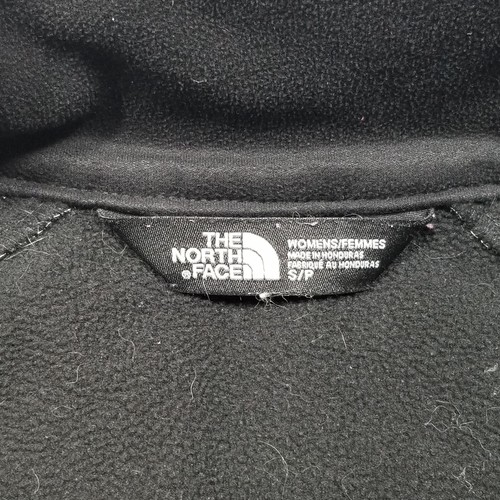 THE
NORTH
®FACE
WOMENS/FEMMES
MADE IN HONDURAS
FABRIQUÉ AU HONDURAS
S/P